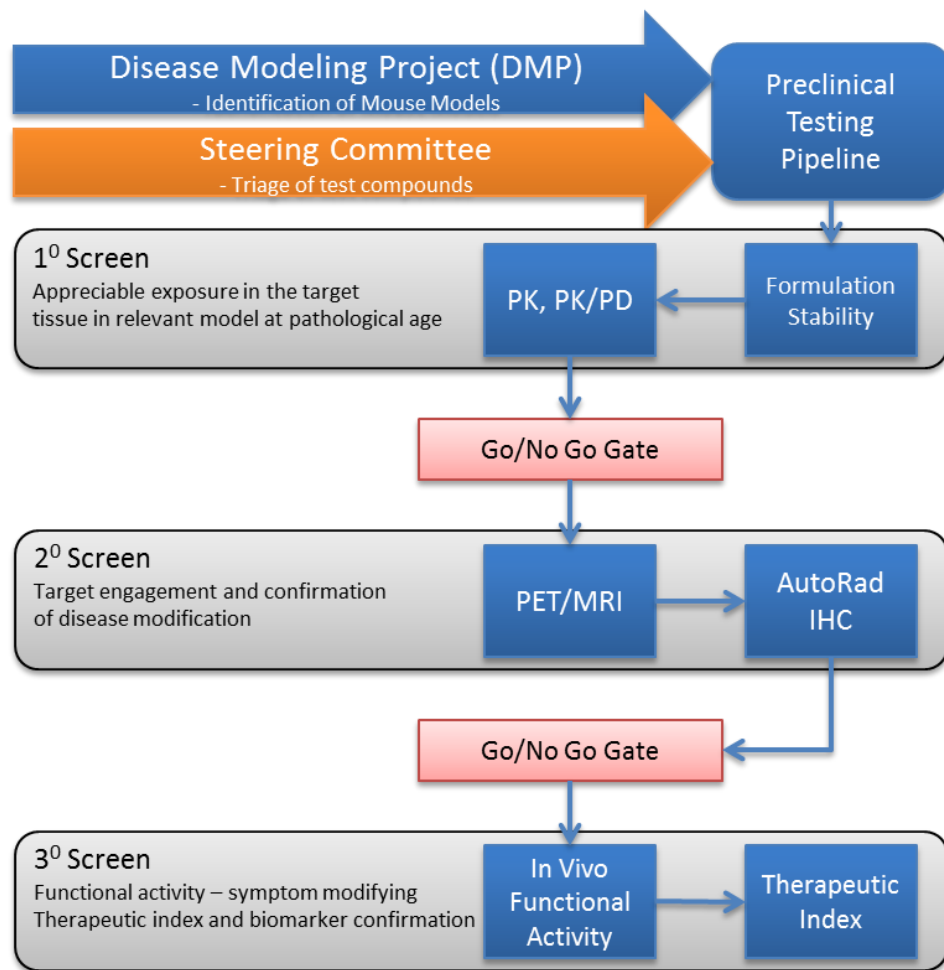 Disease Modeling Project (DMP)
- Identification of Mouse Models
Steering Committee
- Triage of test compounds
Preclinical
Testing
Pipeline
1⁰ Screen
Appreciable exposure in the target
tissue in relevant model at pathological age
PK, PK/PD
Formulation
Stability
Go/No Go Gate
2⁰ Screen
Target engagement and confirmation
of disease modification
PET/MRI
AutoRad
IHC
Go/No Go Gate
3⁰ Screen
Functional activity – symptom modifying
Therapeutic index and biomarker confirmation
In Vivo
Functional
Activity
Therapeutic
Index